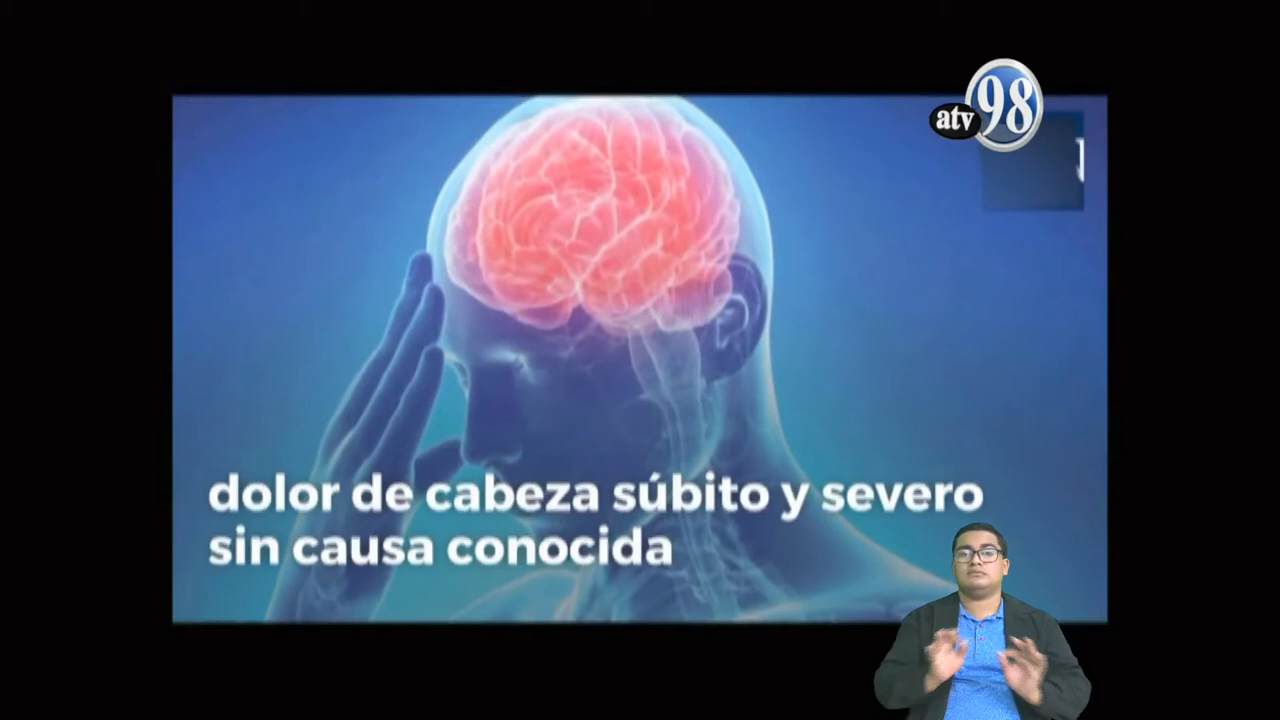 atv 98
dolor de cabeza súbito y severo
sin causa conocida